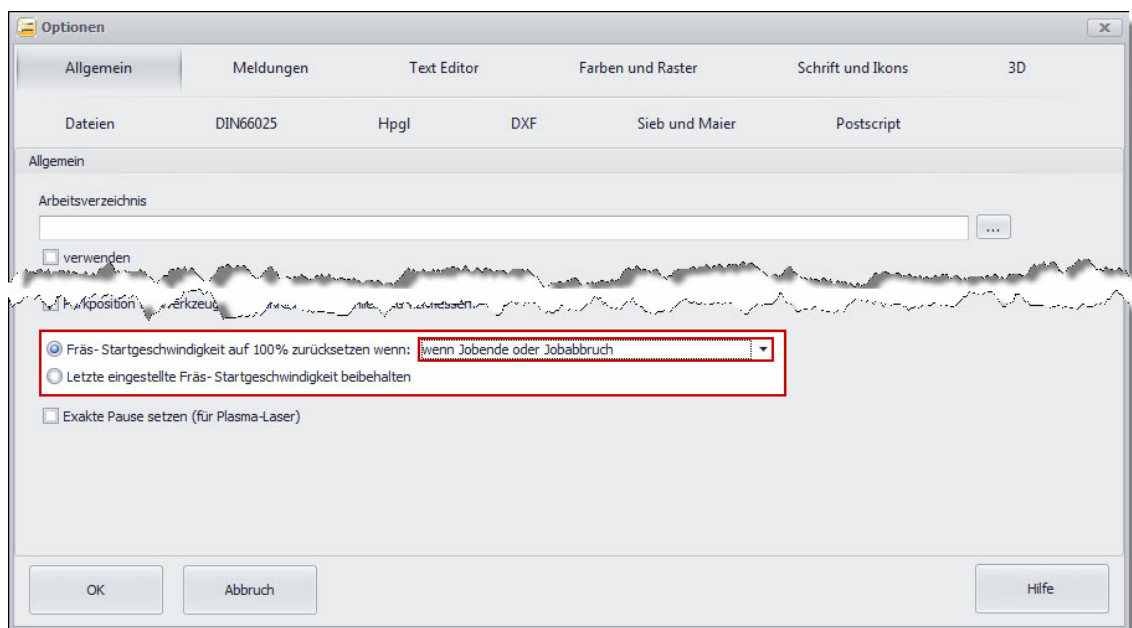 Optionen
Allgemein Meldungen Text Editor Farben und Raster Schrift und Ikons 3D
Dateien DIN66025 Hpgl DXF Sieb und Maier Postscript
Allgemein
Arbeitsverzeichnis
...
verwenden
Fräs- Startgeschwindigkeit auf 100% zurücksetzen wenn: wenn Jobende oder Jobabbruch
Letzte eingestellte Fräs- Startgeschwindigkeit beibehalten
Exakte Pause setzen (für Plasma-Laser)
OK Abbruch Hilfe